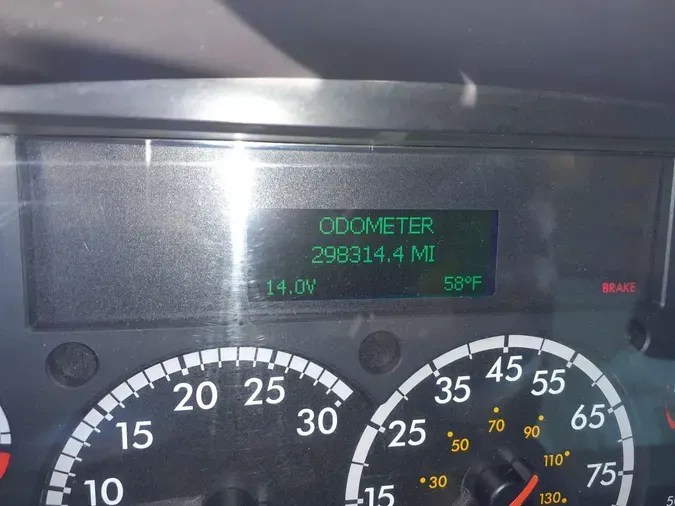 ODOMETER
298314.4 MI
14.0V 58°F
BRAKE
10 15 20 25 30
15 25 35 45 55 65 75
30 50 70 90 110 130